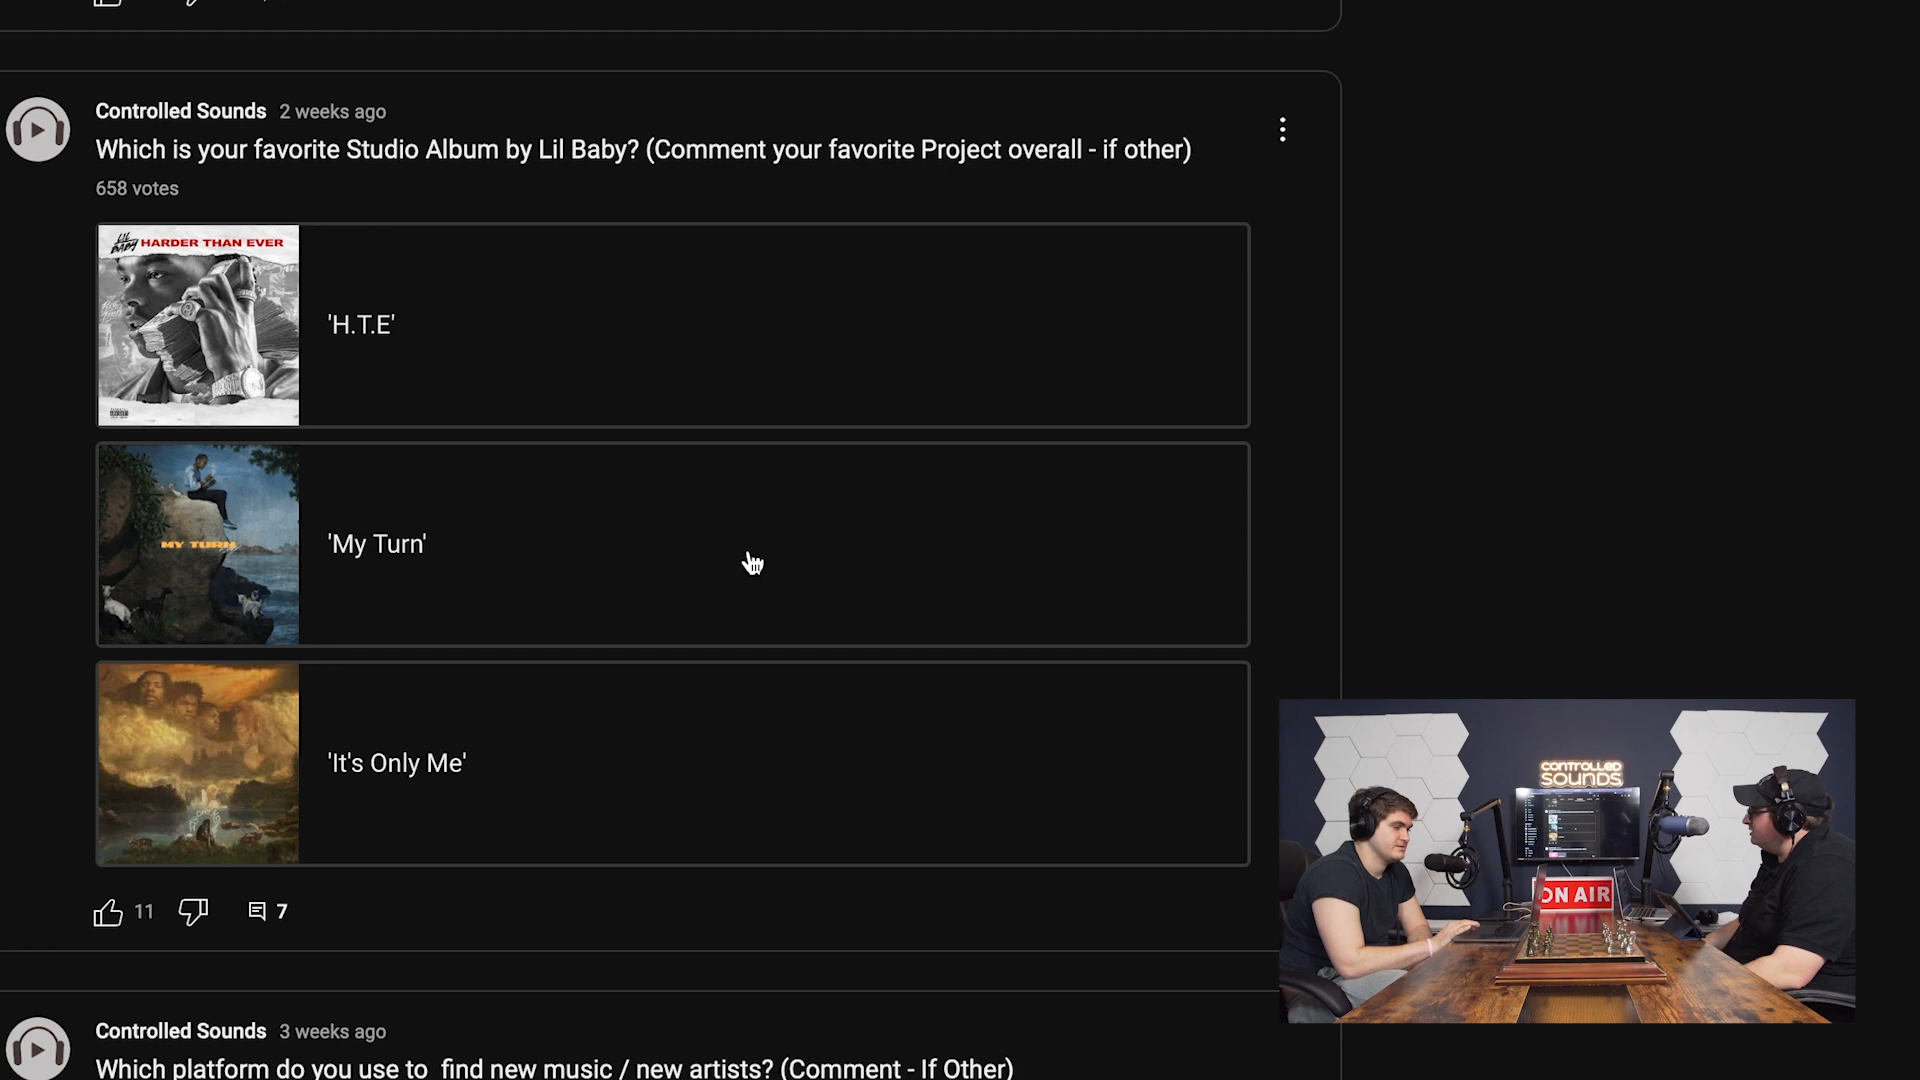 Controlled Sounds 2 weeks ago
Which is your favorite Studio Album by Lil Baby? (Comment your favorite Project overall - if other)
658 votes
LIL BABY HARDER THAN EVER
'H.T.E'
MY TURN
'My Turn'
'It's Only Me'
11 7
CONTROLLED
SOUNDS
ON AIR
Controlled Sounds 3 weeks ago
Which platform do you use to find new music / new artists? (Comment - If Other)